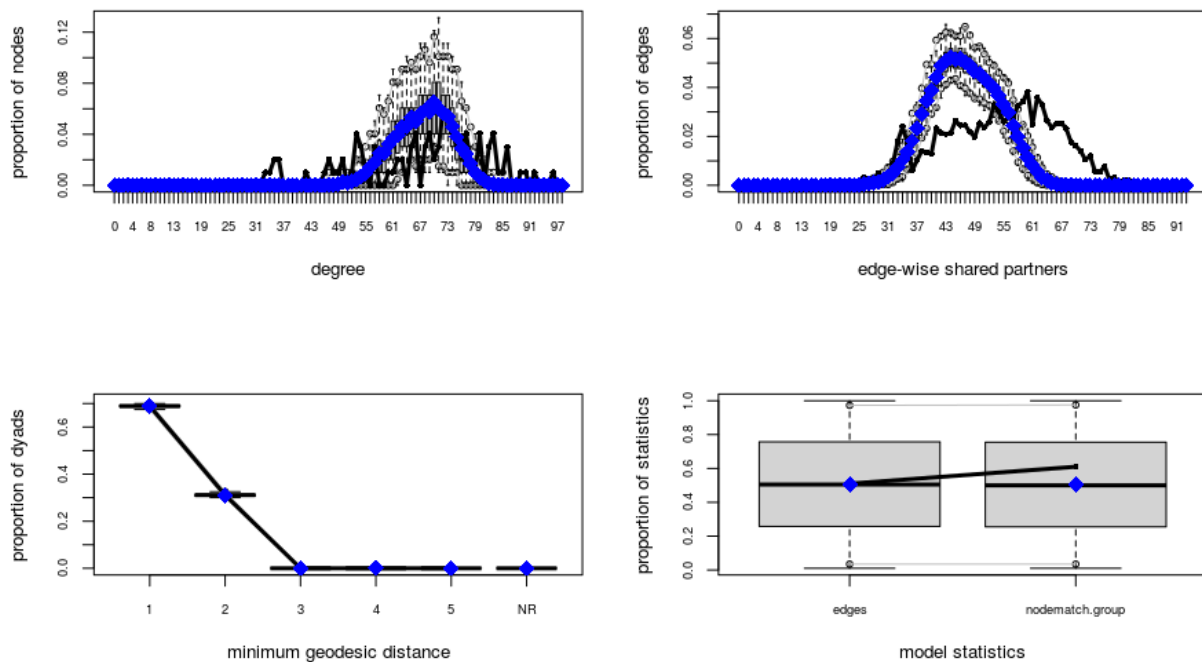 proportion of nodes
0.12
0.08
0.04
0.00
0 4 8 13 19 25 31 37 43 49 55 61 67 73 79 85 91 97
degree
proportion of edges
0.06
0.04
0.02
0.00
0 4 8 13 19 25 31 37 43 49 55 61 67 73 79 85 91
edge-wise shared partners
proportion of dyads
0.6
0.4
0.2
0.0
1 2 3 4 5 NR
minimum geodesic distance
proportion of statistics
1.0
0.8
0.6
0.4
0.2
0.0
edges nodematch.group
model statistics